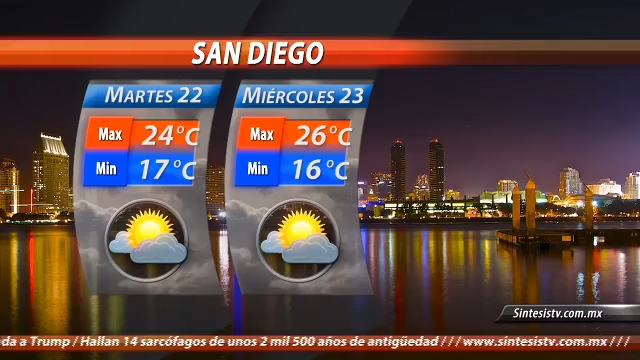 SAN DIEGO
MARTES 22
Max 24°C
Min 17°C
MIÉRCOLES 23
Max 26°C
Min 16°C
Sintesistv.com.mx
a Trump / Hallan 14 sarcófagos de unos 2 mil 500 años de antigüedad /// www.sintesistv.com.mx ///